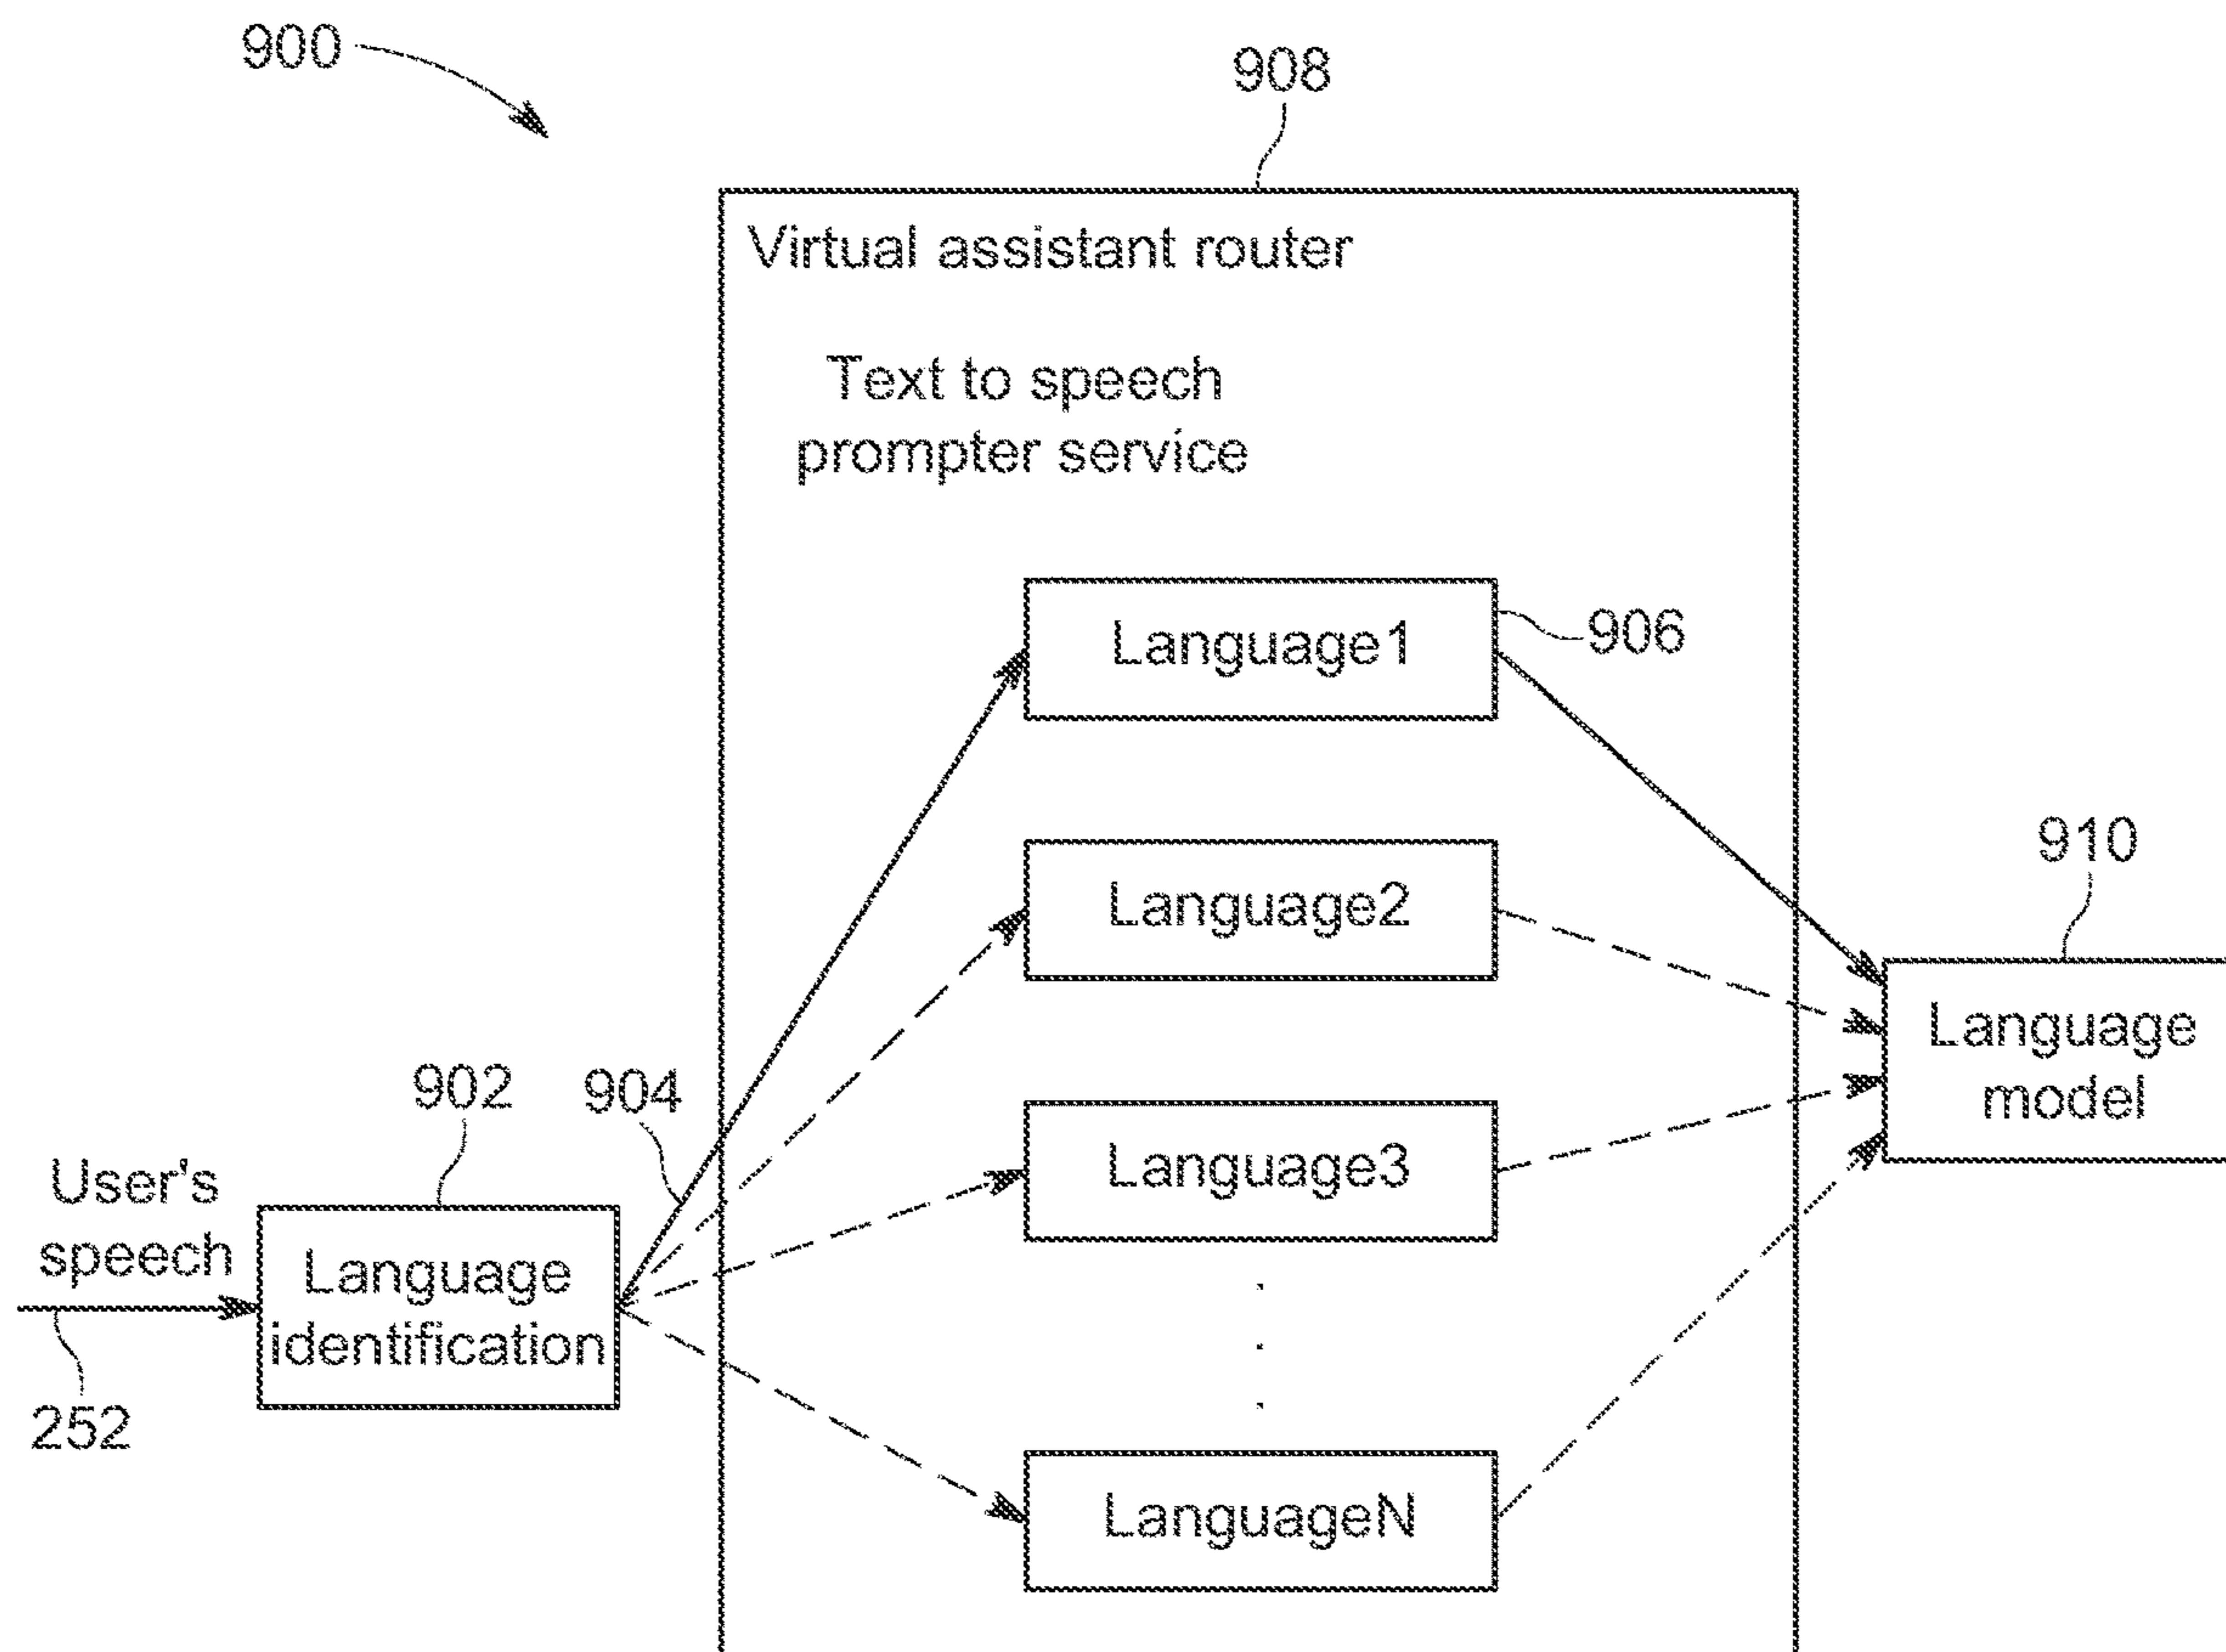 900
908
Virtual assistant router
Text to speech
prompter service
Language1
906
Language2
910
Language
model
Language3
902
904
User's
speech
Language
identification
252
LanguageN